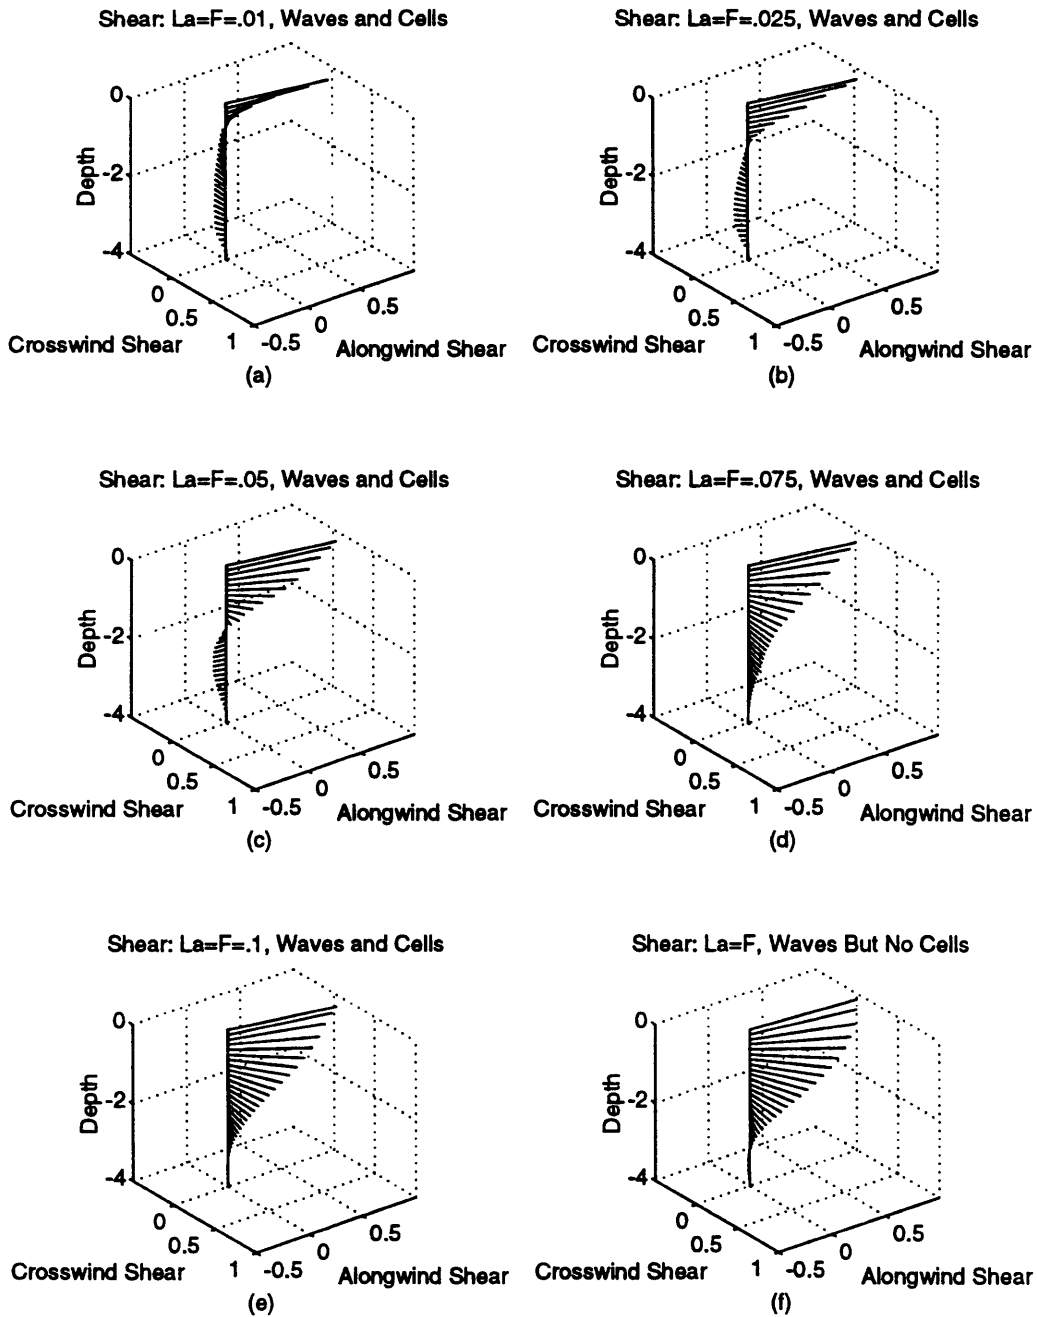 Shear: La=F=.01, Waves and Cells
0
-2
-4
Depth
0
0.5
1
-0.5
0
0.5
Crosswind Shear
Alongwind Shear
(a)
Shear: La=F=.025, Waves and Cells
0
-2
-4
Depth
0
0.5
1
-0.5
0
0.5
Crosswind Shear
Alongwind Shear
(b)
Shear: La=F=.05, Waves and Cells
0
-2
-4
Depth
0
0.5
1
-0.5
0
0.5
Crosswind Shear
Alongwind Shear
(c)
Shear: La=F=.075, Waves and Cells
0
-2
-4
Depth
0
0.5
1
-0.5
0
0.5
Crosswind Shear
Alongwind Shear
(d)
Shear: La=F=.1, Waves and Cells
0
-2
-4
Depth
0
0.5
1
-0.5
0
0.5
Crosswind Shear
Alongwind Shear
(e)
Shear: La=F, Waves But No Cells
0
-2
-4
Depth
0
0.5
1
-0.5
0
0.5
Crosswind Shear
Alongwind Shear
(f)